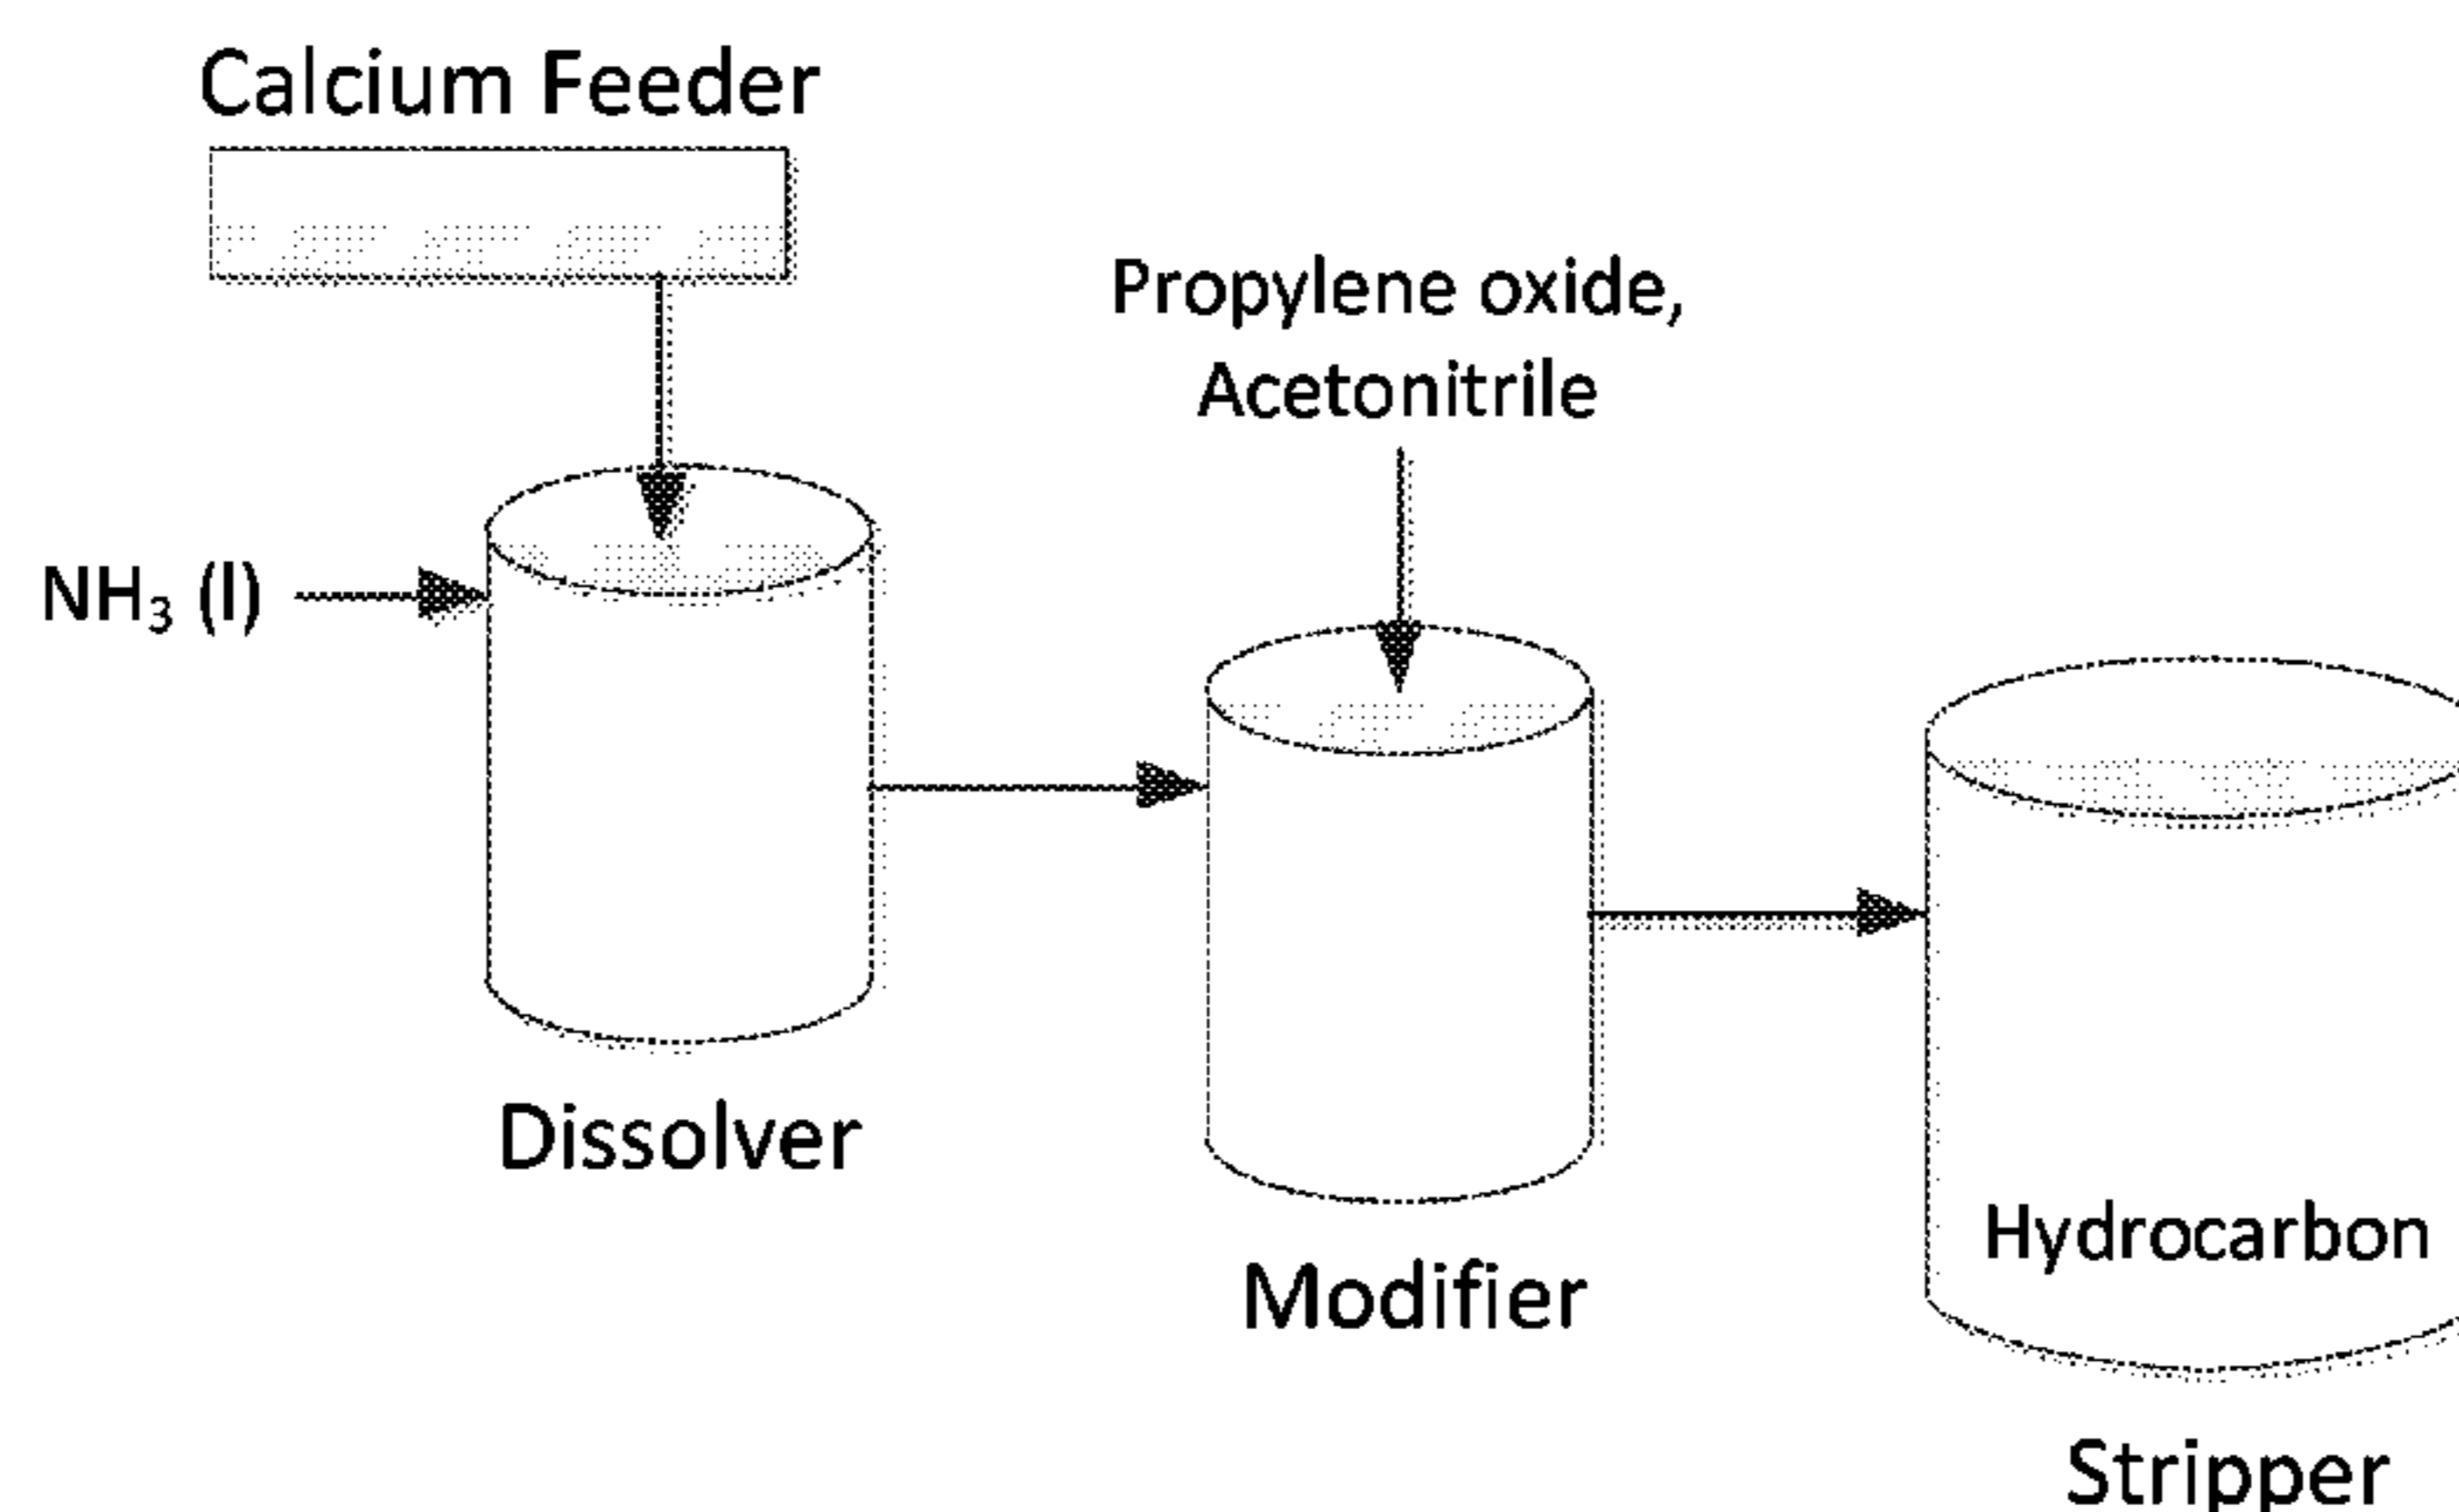 Calcium Feeder
Propylene oxide,
Acetonitrile
NH₃ (l)
Dissolver
Modifier
Hydrocarbon
Stripper